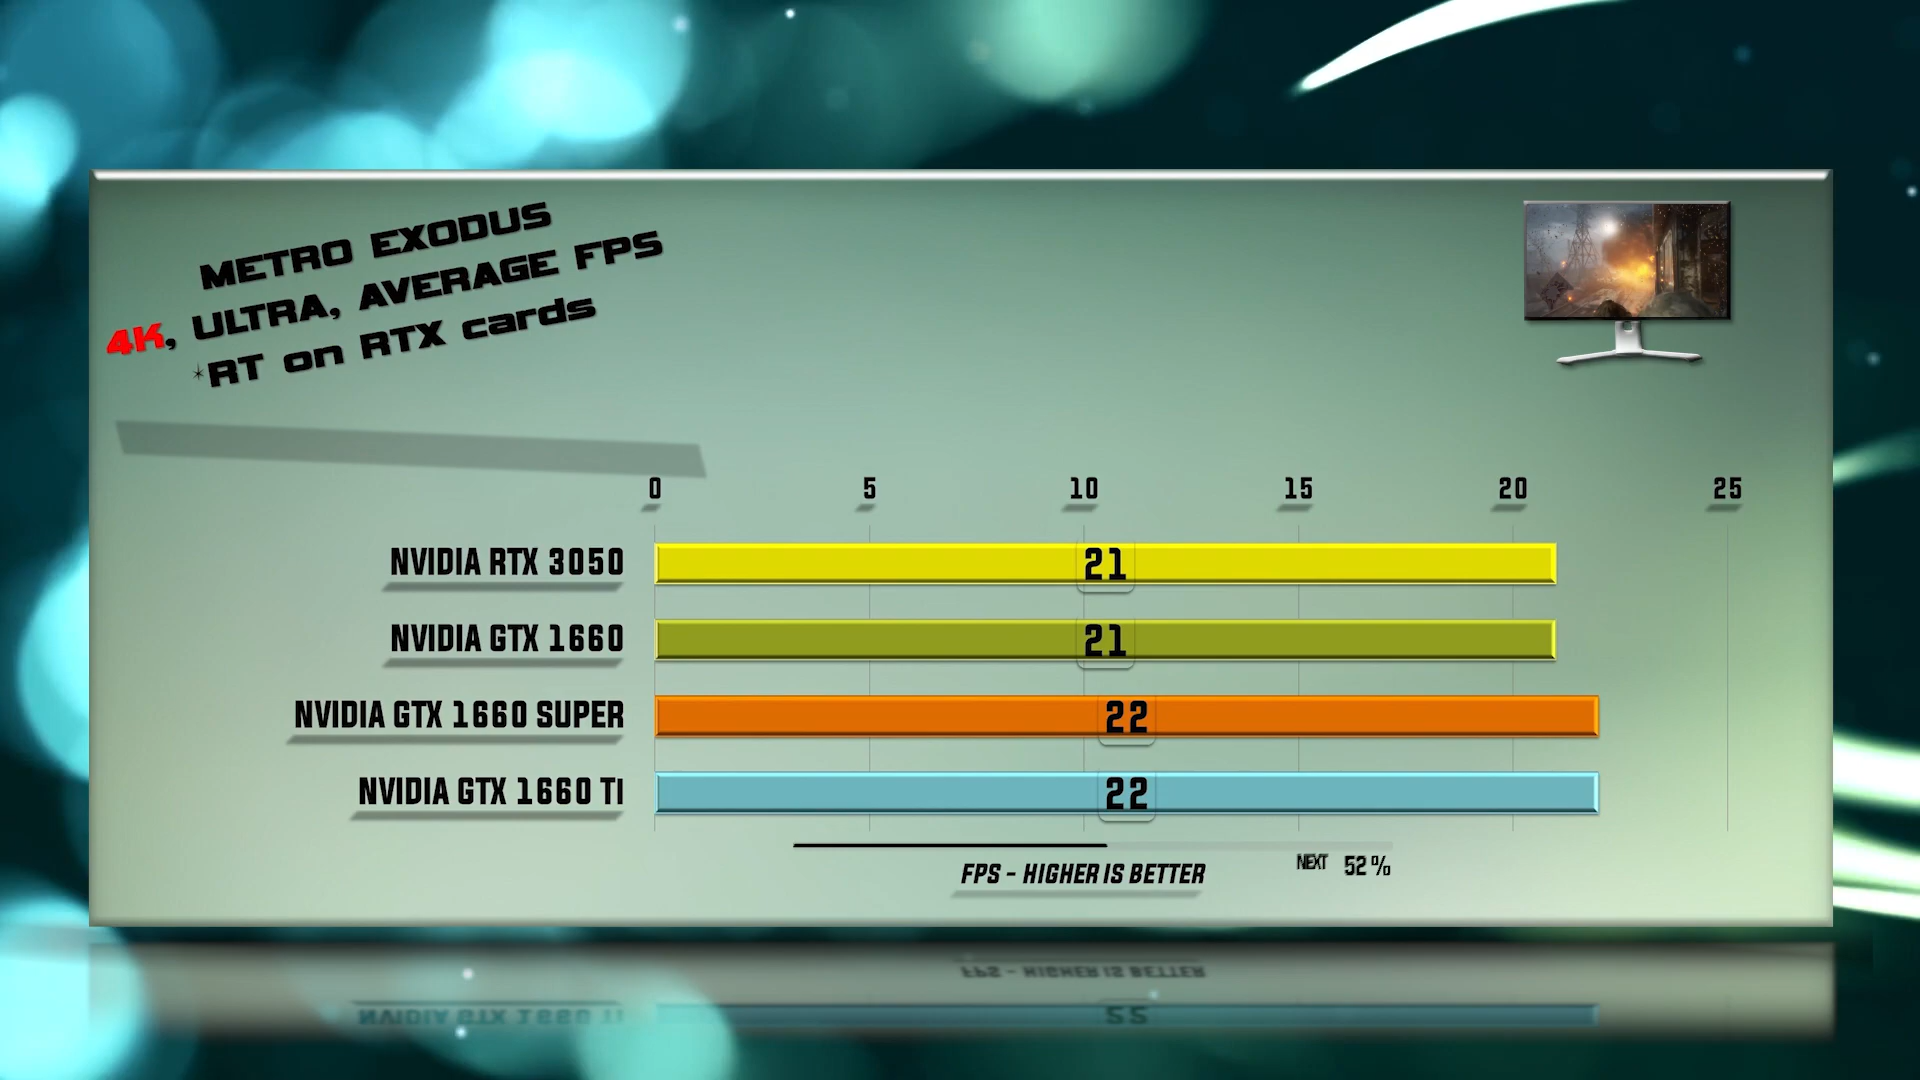 METRO EXODUS
4K, ULTRA, AVERAGE FPS
*RT on RTX cards
0 5 10 15 20 25
NVIDIA RTX 3050 21
NVIDIA GTX 1660 21
NVIDIA GTX 1660 SUPER 22
NVIDIA GTX 1660 TI 22
FPS - HIGHER IS BETTER
NEXT 52%